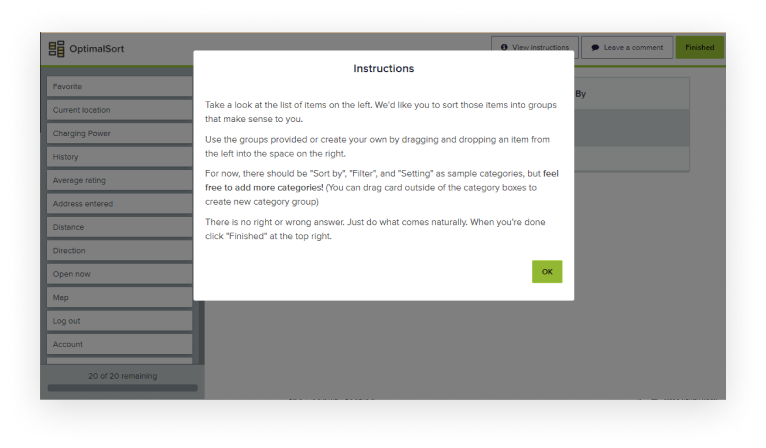 OptimalSort
View instructions
Leave a comment
Finished
Instructions
Take a look at the list of items on the left. We'd like you to sort those items into groups
that make sense to you.
Use the groups provided or create your own by dragging and dropping an item from
the left into the space on the right.
For now, there should be "Sort by", "Filter", and "Setting" as sample categories, but feel
free to add more categories! (You can drag card outside of the category boxes to
create new category group)
There is no right or wrong answer. Just do what comes naturally. When you're done
click "Finished" at the top right.
OK
Favorite
Current location
Charging Power
History
Average rating
Address entered
Distance
Direction
Open now
Map
Log out
Account
20 of 20 remaining
By